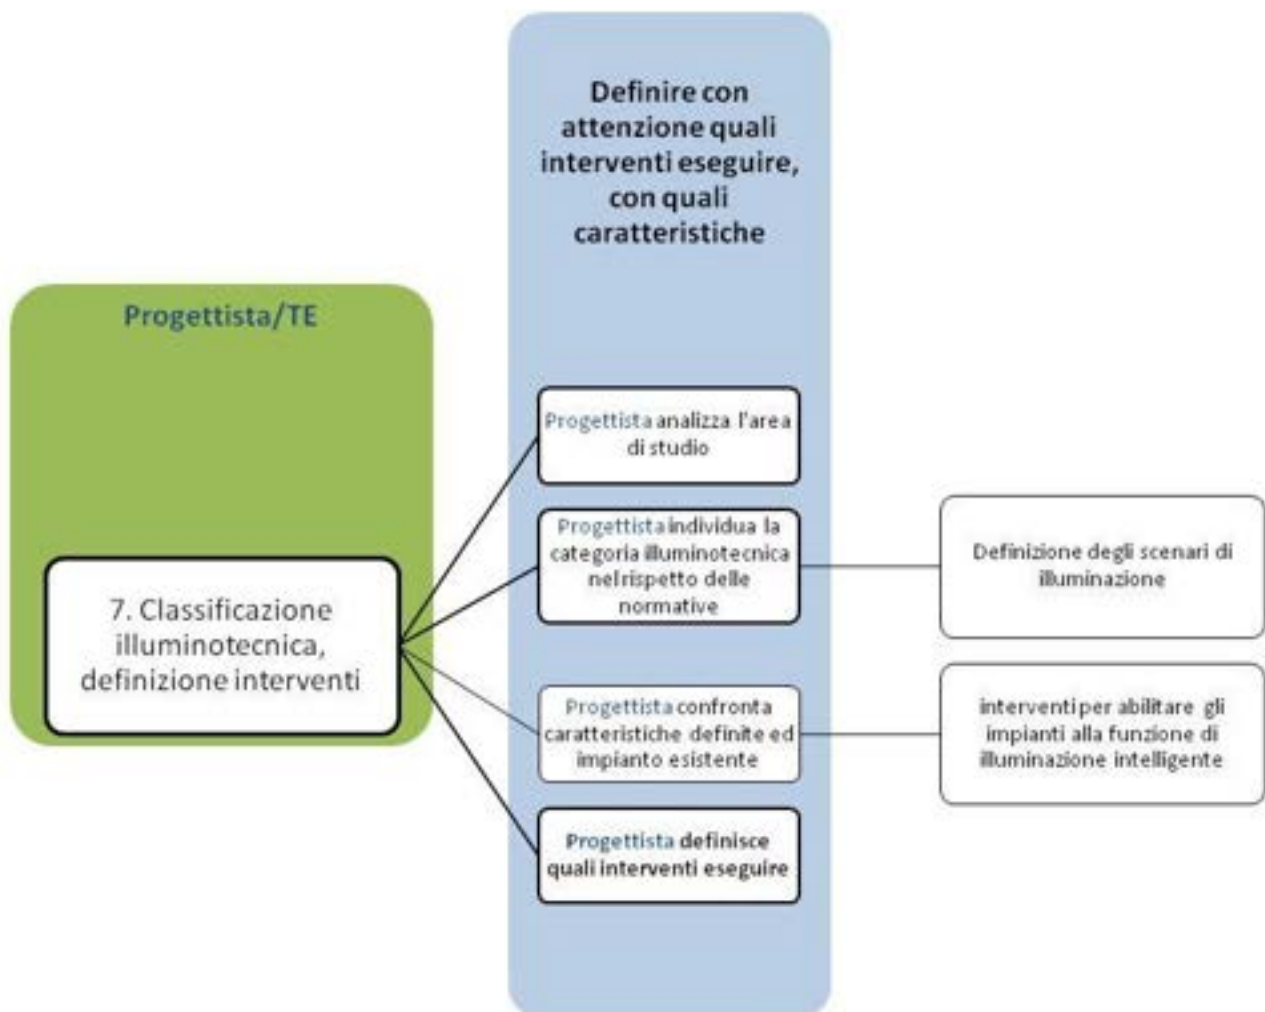 Definire con
attenzione quali
interventi eseguire,
con quali
caratteristiche
Progettista/TE
7. Classificazione
illuminotecnica,
definizione interventi
Progettista analizza l'area
di studio
Progettista individua la
categoria illuminotecnica
nel rispetto delle
normative
Progettista confronta
caratteristiche definite ed
impianto esistente
Progettista definisce
quali interventi eseguire
Definizione degli scenari di
illuminazione
interventi per abilitare gli
impianti alla funzione di
illuminazione intelligente